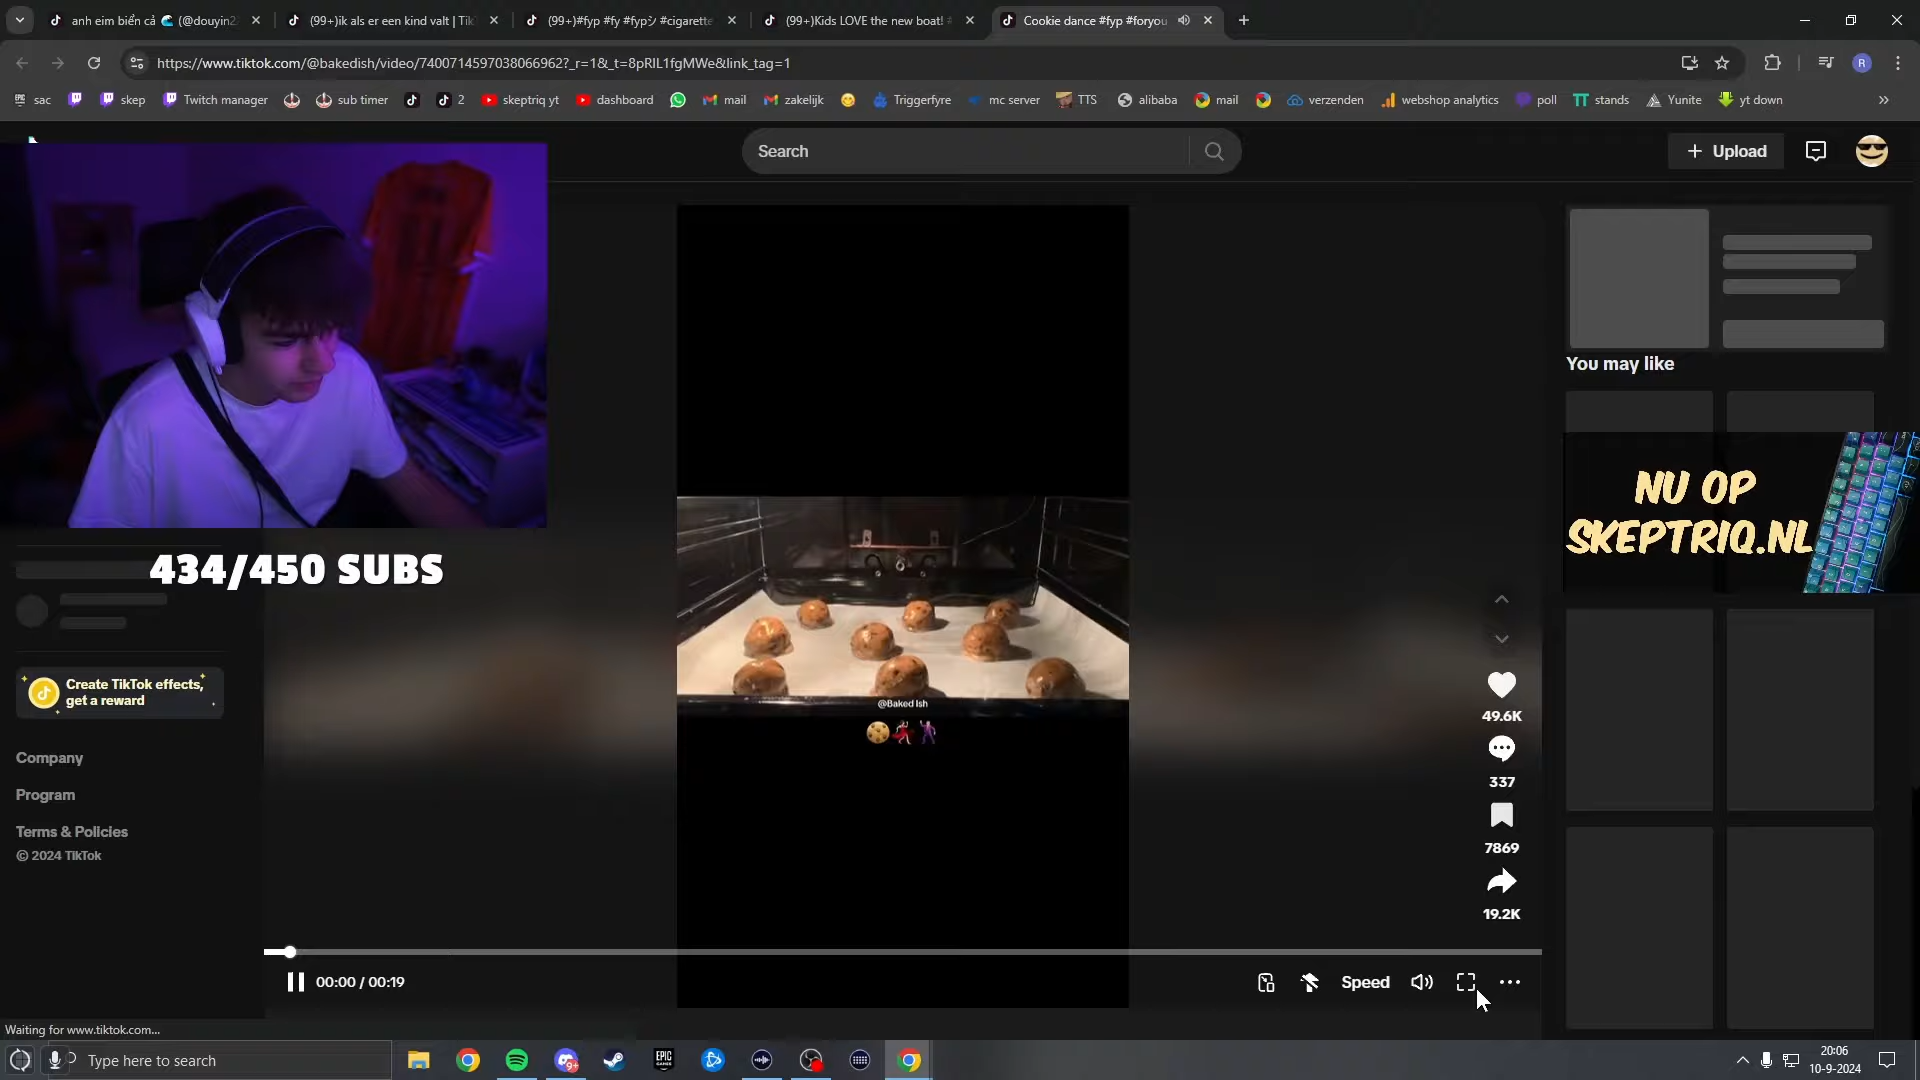 anh eim biển cả 🌊 (@douyin2
(99+)ik als er een kind valt | Tik
(99+)#fyp #fy #fypシ #cigarette
(99+)Kids LOVE the new boat! #
Cookie dance #fyp #foryou
https://www.tiktok.com/@bakedish/video/7400714597038066962?_r=1&_t=8pRIL1fgMWe&link_tag=1
R
sac
skep
Twitch manager
sub timer
2
skeptriq yt
dashboard
mail
zakelijk
Triggerfyre
mc server
TTS
alibaba
mail
verzenden
webshop analytics
poll
TT stands
Yunite
yt down
Search
+ Upload
You may like
NU OP
SKEPTRIQ.NL
434/450 SUBS
Create TikTok effects,
get a reward
Company
Program
Terms & Policies
© 2024 TikTok
@Baked Ish
🍪💃🕺
49.6K
337
7869
19.2K
00:00 / 00:19
Speed
Waiting for www.tiktok.com...
Type here to search
EPIC GAMES
9+
20:06
10-9-2024